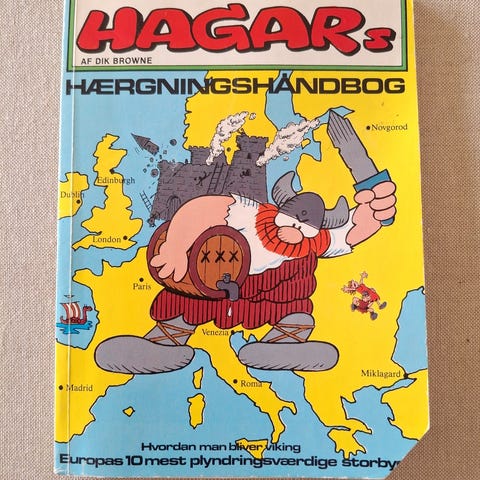 HAGARs
AF DIK BROWNE
HÆRGNINGSHÅNDBOG
Novgorod
Edinburgh
Dublin
London
Paris
XXX
Venezia
Miklagard
Roma
Madrid
Hvordan man bliver viking
Europas 10 mest plyndringsværdige storby